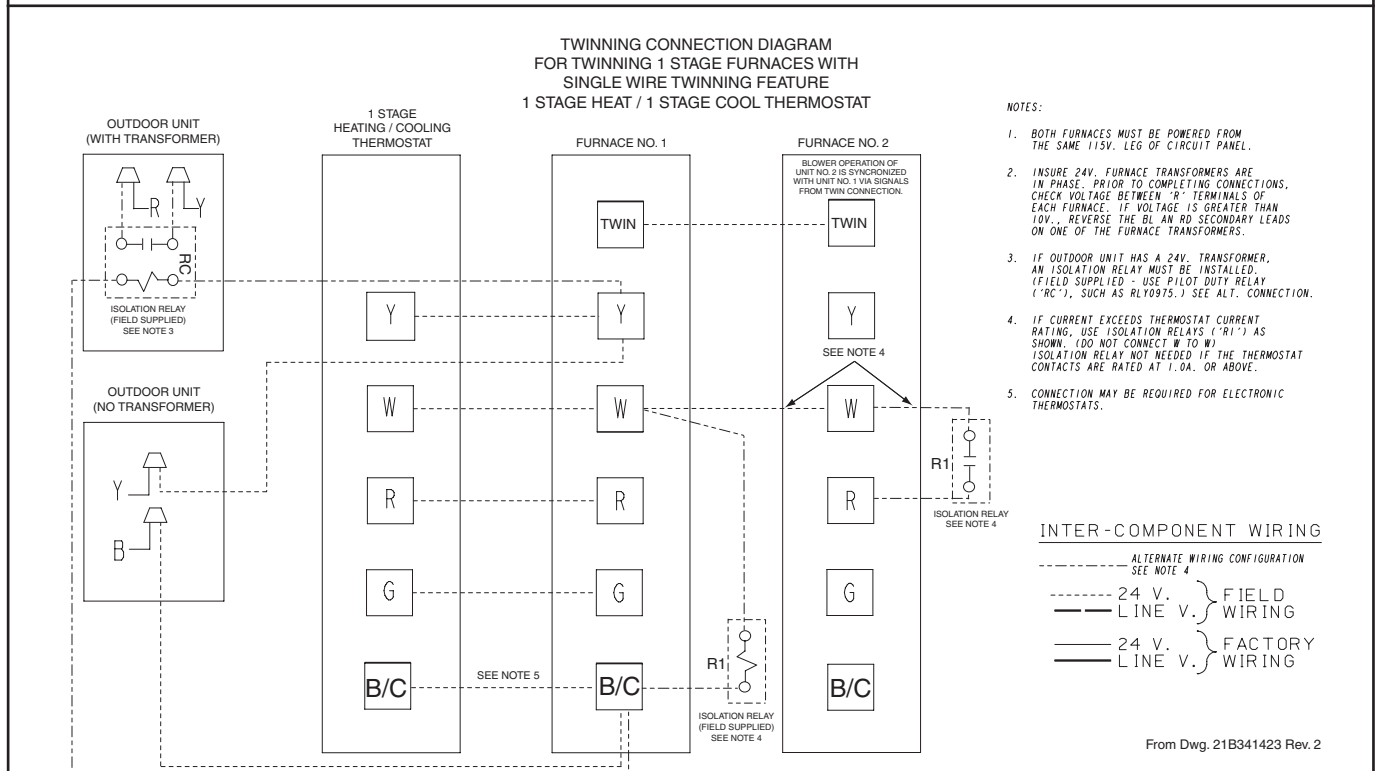 TWINNING CONNECTION DIAGRAM
FOR TWINNING 1 STAGE FURNACES WITH
SINGLE WIRE TWINNING FEATURE
1 STAGE HEAT / 1 STAGE COOL THERMOSTAT
OUTDOOR UNIT
(WITH TRANSFORMER)
R
Y
RC
ISOLATION RELAY
(FIELD SUPPLIED)
SEE NOTE 3
OUTDOOR UNIT
(NO TRANSFORMER)
Y
B
1 STAGE
HEATING / COOLING
THERMOSTAT
Y
W
R
G
B/C
SEE NOTE 5
FURNACE NO. 1
TWIN
Y
W
R
G
B/C
R1
ISOLATION RELAY
(FIELD SUPPLIED)
SEE NOTE 4
FURNACE NO. 2
BLOWER OPERATION OF
UNIT NO. 2 IS SYNCRONIZED
WITH UNIT NO. 1 VIA SIGNALS
FROM TWIN CONNECTION.
TWIN
Y
SEE NOTE 4
W
R
G
B/C
R1
ISOLATION RELAY
SEE NOTE 4
NOTES:
1. BOTH FURNACES MUST BE POWERED FROM
THE SAME 115V. LEG OF CIRCUIT PANEL.
2. INSURE 24V. FURNACE TRANSFORMERS ARE
IN PHASE. PRIOR TO COMPLETING CONNECTIONS,
CHECK VOLTAGE BETWEEN 'R' TERMINALS OF
EACH FURNACE. IF VOLTAGE IS GREATER THAN
10V., REVERSE THE BL AN RD SECONDARY LEADS
ON ONE OF THE FURNACE TRANSFORMERS.
3. IF OUTDOOR UNIT HAS A 24V. TRANSFORMER,
AN ISOLATION RELAY MUST BE INSTALLED.
(FIELD SUPPLIED - USE PILOT DUTY RELAY
('RC'), SUCH AS RLY0975.) SEE ALT. CONNECTION.
4. IF CURRENT EXCEEDS THERMOSTAT CURRENT
RATING, USE ISOLATION RELAYS ('R1') AS
SHOWN. (DO NOT CONNECT W TO W)
ISOLATION RELAY NOT NEEDED IF THE THERMOSTAT
CONTACTS ARE RATED AT 1.0A. OR ABOVE.
5. CONNECTION MAY BE REQUIRED FOR ELECTRONIC
THERMOSTATS.
INTER-COMPONENT WIRING
ALTERNATE WIRING CONFIGURATION
SEE NOTE 4
24 V.
LINE V.
FIELD
WIRING
24 V.
LINE V.
FACTORY
WIRING
From Dwg. 21B341423 Rev. 2